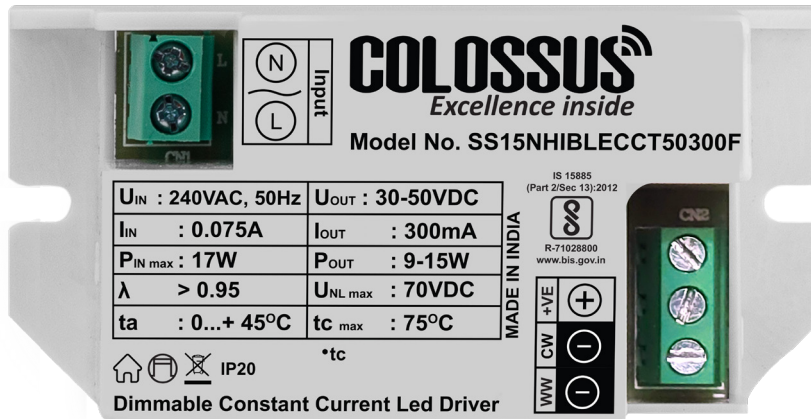 L
N
CN1
N
L
Input
COLOSSUS
Excellence inside
Model No. SS15NHIBLECCT50300F
UIN : 240VAC, 50Hz UOUT : 30-50VDC
IIN : 0.075A IOUT : 300mA
PIN max : 17W POUT : 9-15W
λ > 0.95 UNL max : 70VDC
ta : 0...+ 45°C tc max : 75°C
•tc
IP20
Dimmable Constant Current Led Driver
MADE IN INDIA
IS 15885
(Part 2/Sec 13):2012
R-71028800
www.bis.gov.in
CN2
+VE +
CW -
WW -